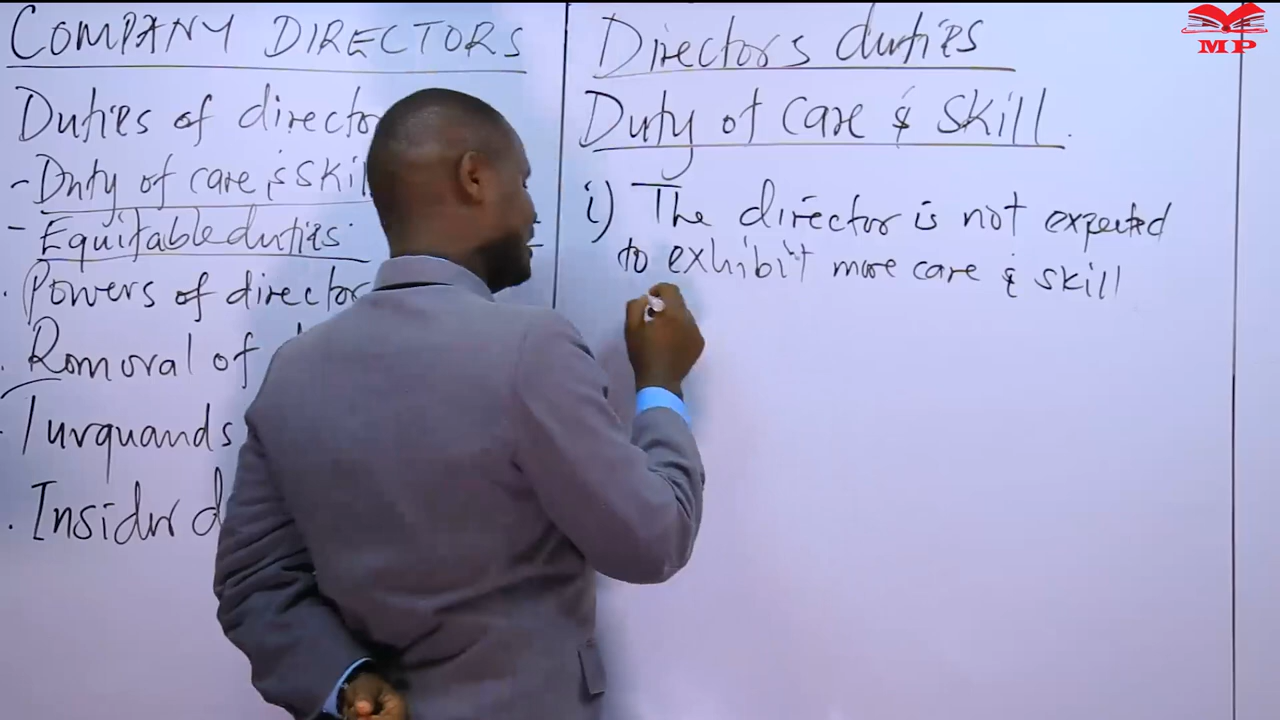 COMPANY DIRECTORS
Duties of director
- Duty of care & skil
- Equitable duties
. Powers of director
. Romoval of
- Turquands
. Insider d
Directors duties
Duty of care & skill.
i) The director is not expected
to exhibit more care & skill
MP